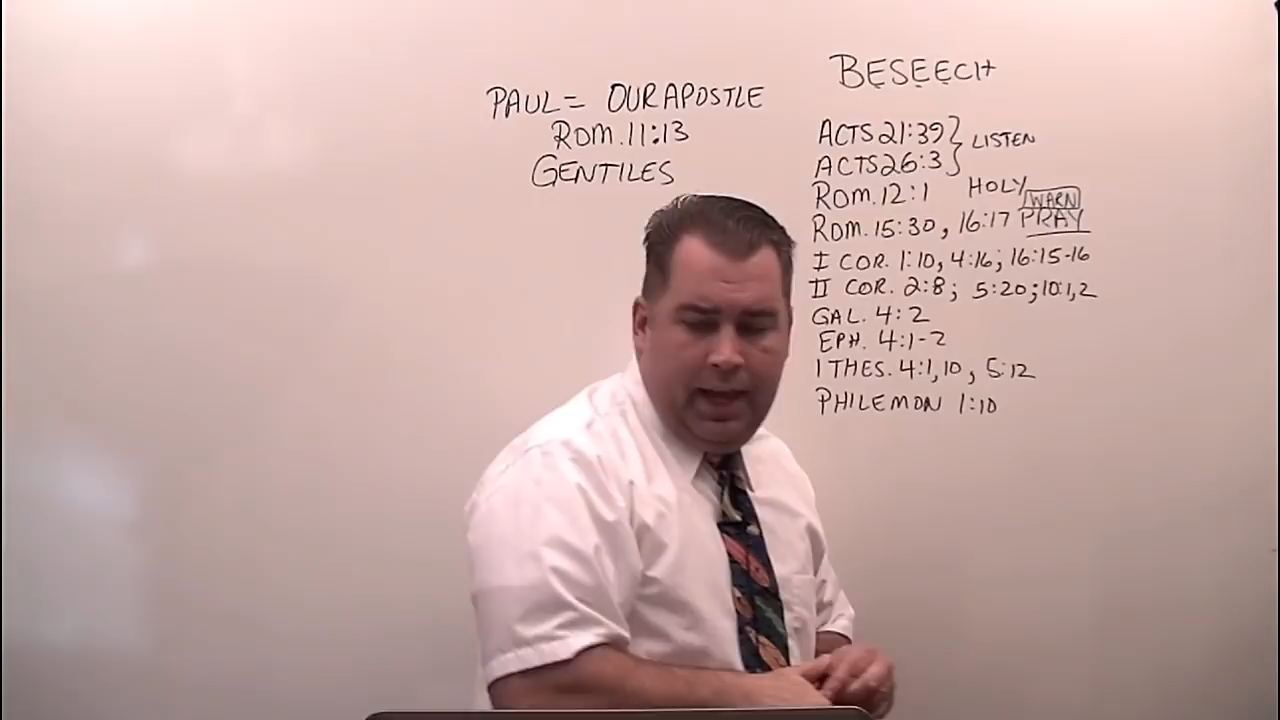 PAUL = OUR APOSTLE
ROM. 11:13
GENTILES
BESEECH
ACTS 21:39 } LISTEN
ACTS 26:3
ROM. 12:1 HOLY
WARN
ROM. 15:30, 16:17 PRAY
I COR. 1:10, 4:16; 16:15-16
II COR. 2:8; 5:20; 10:1,2
GAL. 4:2
EPH. 4:1-2
1 THES. 4:1,10, 5:12
PHILEMON 1:10